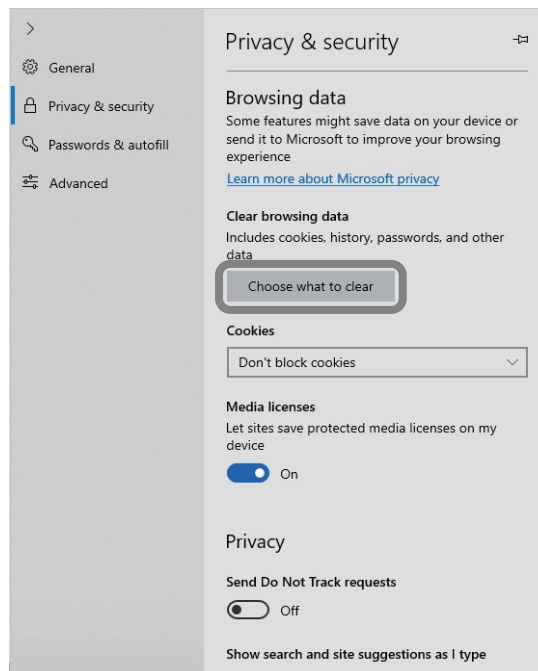 General
Privacy & security
Passwords & autofill
Advanced
Privacy & security
Browsing data
Some features might save data on your device or
send it to Microsoft to improve your browsing
experience
Learn more about Microsoft privacy
Clear browsing data
Includes cookies, history, passwords, and other
data
Choose what to clear
Cookies
Don't block cookies
Media licenses
Let sites save protected media licenses on my
device
On
Privacy
Send Do Not Track requests
Off
Show search and site suggestions as I type